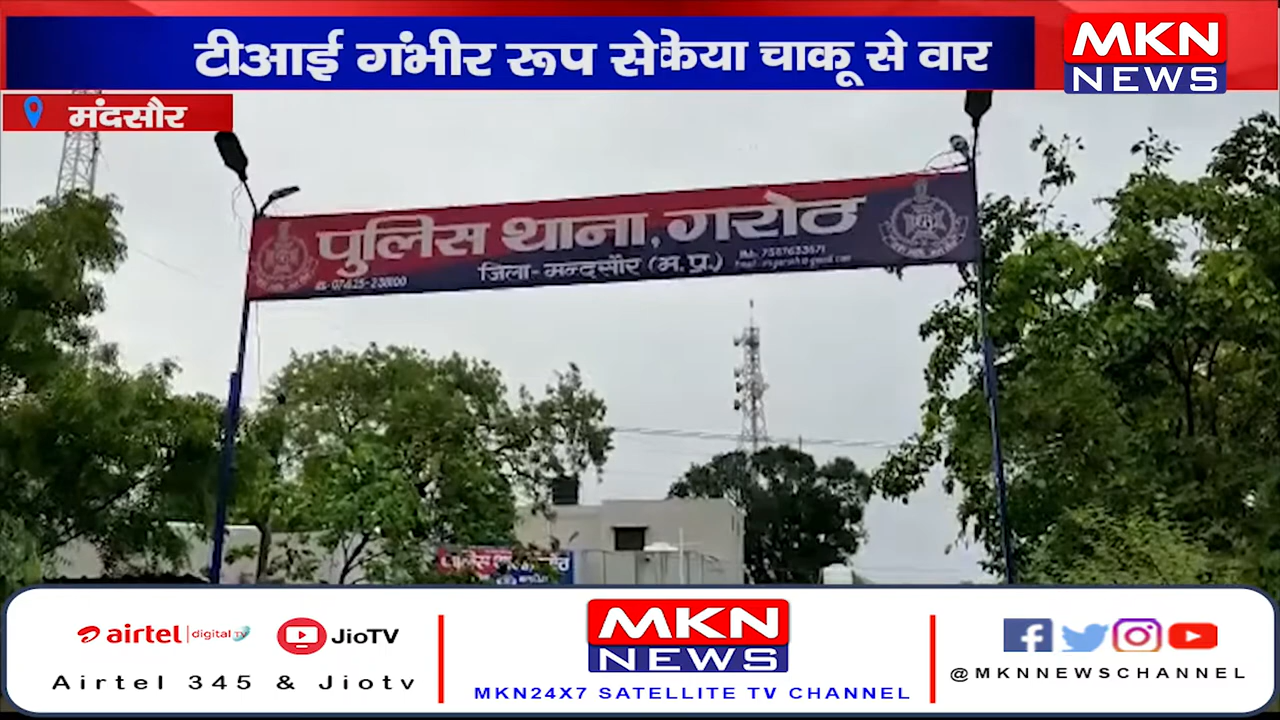 टीआई गंभीर रूप से
केया चाकू से वार
MKN
NEWS
मंदसौर
पुलिस थाना, गरोठ
जिला-मन्दसौर (म.प्र.)
airtel digital TV
JioTV
Airtel 345 & Jiotv
MKN
NEWS
MKN24X7 SATELLITE TV CHANNEL
@MKNNEWSCHANNEL